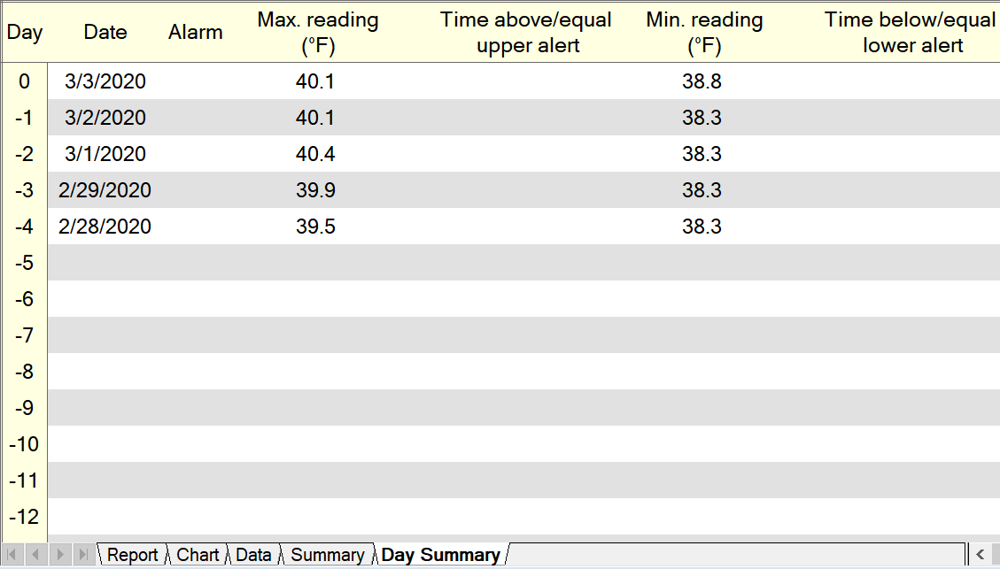 Day Date Alarm Max. reading (°F) Time above/equal upper alert Min. reading (°F) Time below/equal lower alert
0 3/3/2020 40.1 38.8
-1 3/2/2020 40.1 38.3
-2 3/1/2020 40.4 38.3
-3 2/29/2020 39.9 38.3
-4 2/28/2020 39.5 38.3
-5
-6
-7
-8
-9
-10
-11
-12
Report Chart Data Summary Day Summary